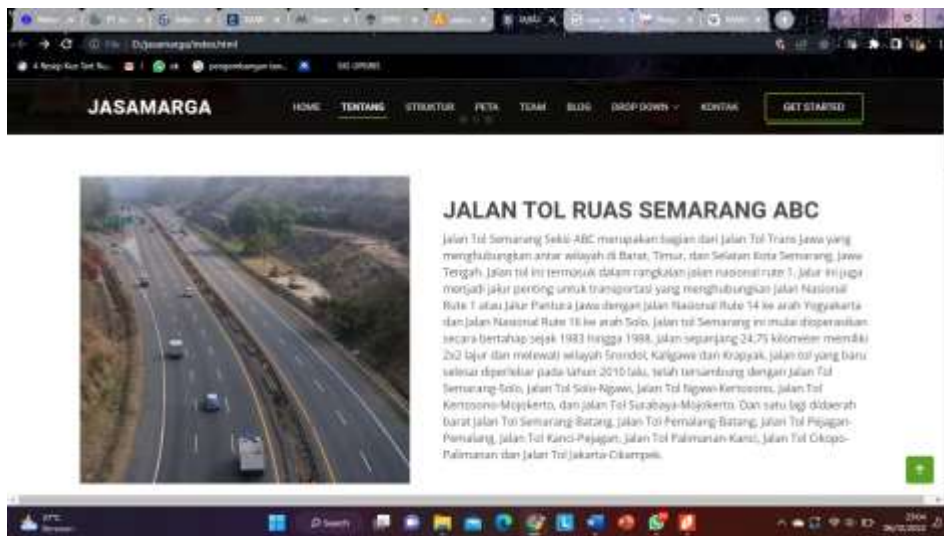 D:/jasamarga/index.html
JASAMARGA HOME TENTANG STRUKTUR PETA TEAM BLOG DROP DOWN KONTAK GET STARTED
JALAN TOL RUAS SEMARANG ABC
Jalan Tol Semarang Seksi ABC merupakan bagian dari Jalan Tol Trans Jawa yang
menghubungkan antar wilayah di Barat, Timur, dan Selatan Kota Semarang, Jawa
Tengah. Jalan tol ini termasuk dalam rangkaian jalan nasional rute 1. Jalur ini juga
menjadi jalur penting untuk transportasi yang menghubungkan Jalan Nasional
Rute 1 atau Jalur Pantura Jawa dengan Jalan Nasional Rute 14 ke arah Yogyakarta
dan Jalan Nasional Rute 16 ke arah Solo. Jalan tol Semarang ini mulai dioperasikan
secara bertahap sejak 1983 hingga 1988. Jalan sepanjang 24,75 kilometer memiliki
2x2 lajur dan melewati wilayah Srondol, Kaligawe dan Krapyak. Jalan tol yang baru
selesai diperlebar pada tahun 2010 lalu, telah tersambung dengan Jalan Tol
Semarang-Solo, Jalan Tol Solo-Ngawi, Jalan Tol Ngawi-Kertosono, Jalan Tol
Kertosono-Mojokerto, dan Jalan Tol Surabaya-Mojokerto. Dan satu lagi didaerah
barat Jalan Tol Semarang-Batang, Jalan Tol Pemalang-Batang, Jalan Tol Pejagan-
Pemalang, Jalan Tol Kanci-Pejagan, Jalan Tol Palimanan-Kanci, Jalan Tol Cikopo-
Palimanan dan Jalan Tol Jakarta-Cikampek.
27°C
Search
23:04